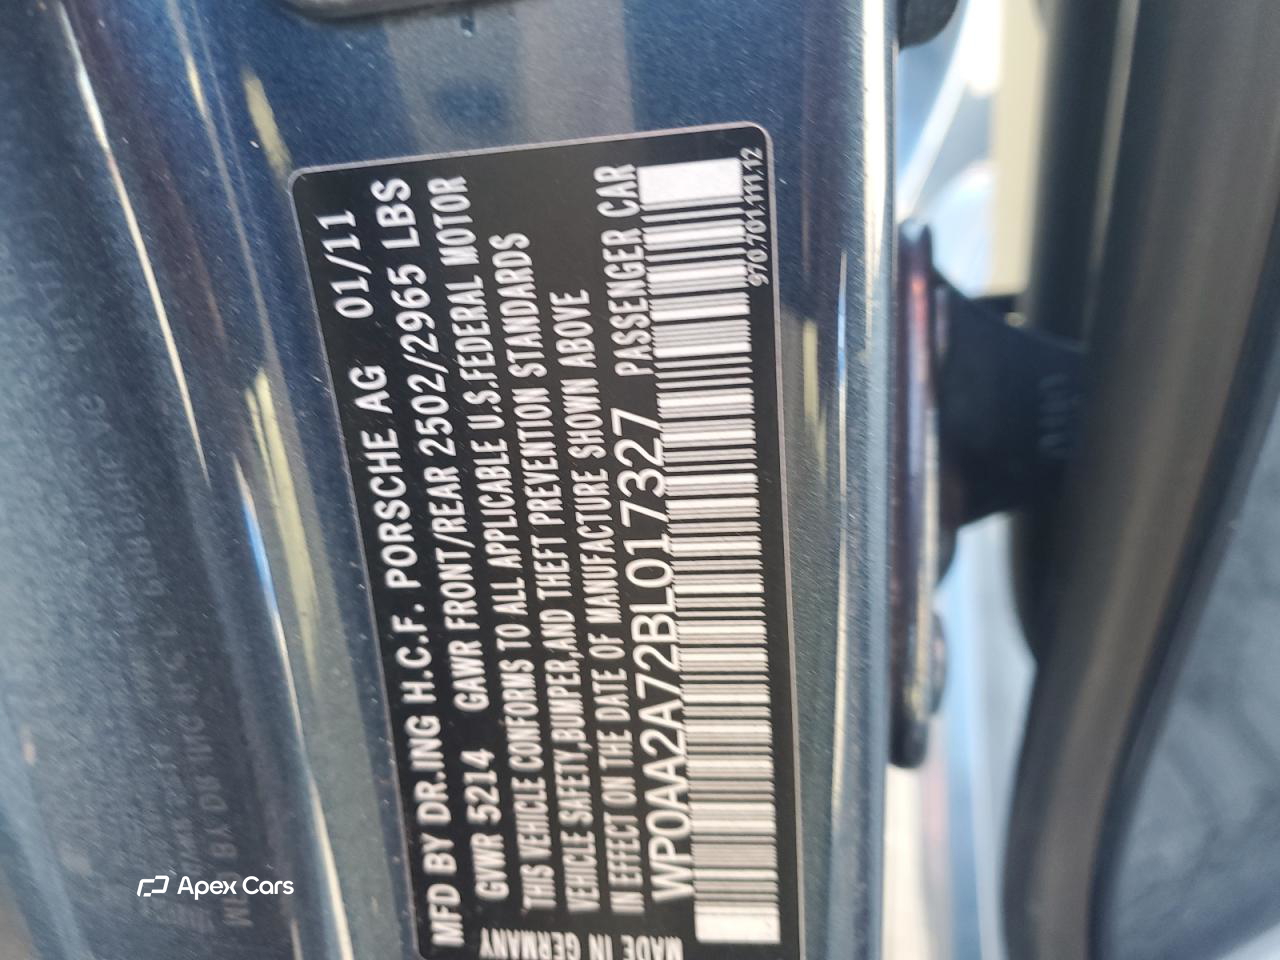 MFD BY DR.ING H.C.F. PORSCHE AG 01/11
GVWR 5214 GAWR FRONT/REAR 2502/2965 LBS
THIS VEHICLE CONFORMS TO ALL APPLICABLE U.S.FEDERAL MOTOR
VEHICLE SAFETY,BUMPER,AND THEFT PREVENTION STANDARDS
IN EFFECT ON THE DATE OF MANUFACTURE SHOWN ABOVE
WP0AA2A72BL017327 PASSENGER CAR
MADE IN GERMANY
970.701.111.12
Apex Cars